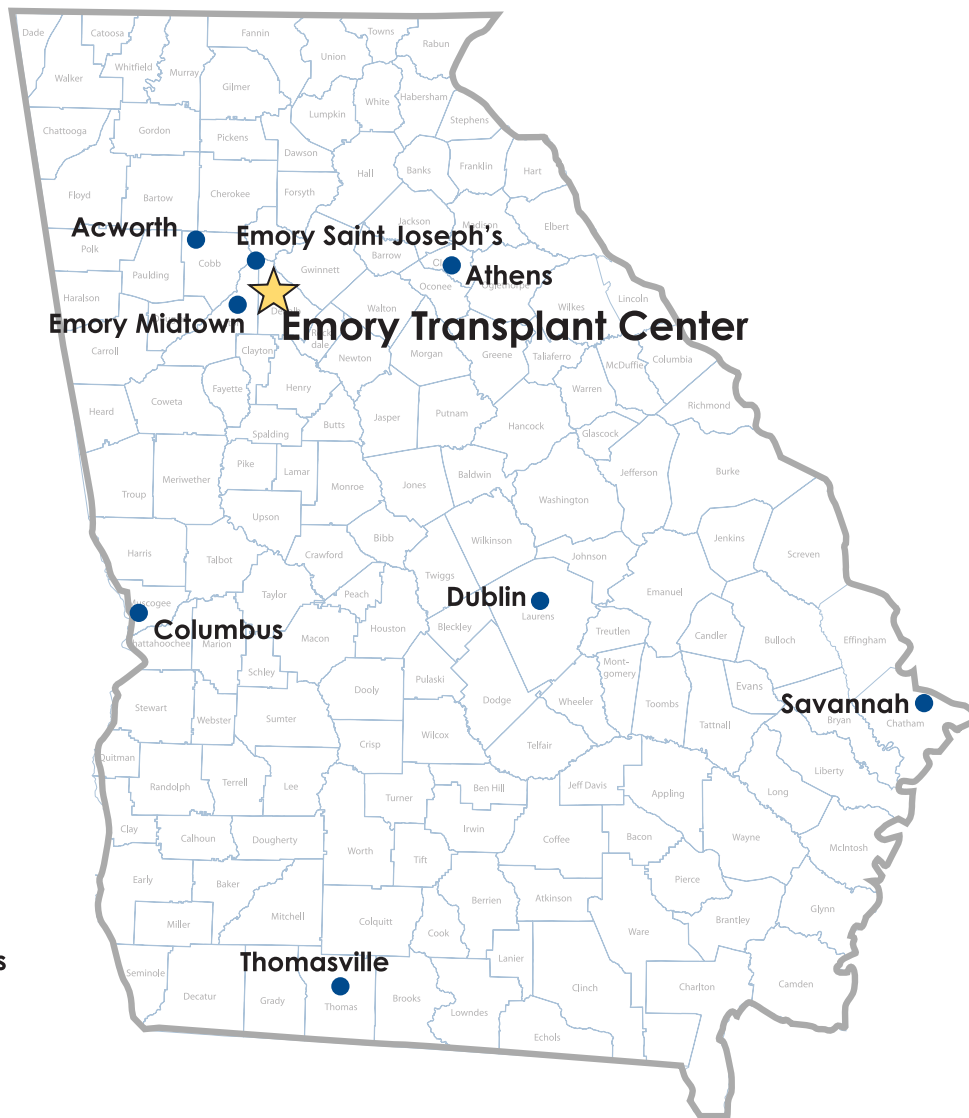 Towns
Dade
Catoosa
Fannin
Rabun
Union
Whitfield
Murray
Walker
Gilmer
White
Habersham
Lumpkin
Stephens
Chattooga
Gordon
Pickens
Dawson
Franklin
Banks
Hart
Hall
Forsyth
Cherokee
Floyd
Bartow
Jackson
Madison
Elbert
Acworth
Emory Saint Joseph's
Polk
Barrow
Cobb
Gwinnett
Athens
Paulding
Oconee
Oglethorpe
Haralson
Lincoln
Wilkes
Walton
Emory Midtown
Emory Transplant Center
dale
Carroll
Clayton
Newton
Morgan
Greene
Taliaferro
Columbia
McDuffie
Fayette
Henry
Warren
Coweta
Heard
Richmond
Putnam
Jasper
Butts
Hancock
Spalding
Glascock
Pike
Lamar
Baldwin
Jefferson
Burke
Meriwether
Monroe
Jones
Troup
Washington
Upson
Bibb
Wilkinson
Jenkins
Harris
Talbot
Crawford
Johnson
Screven
Twiggs
Taylor
Peach
Emanuel
Dublin
Muscogee
Laurens
Columbus
Houston
Bleckley
Treutlen
Candler
Bulloch
Effingham
Chattahoochee
Marion
Macon
Schley
Mont-
gomery
Pulaski
Dooly
Evans
Dodge
Wheeler
Toombs
Savannah
Stewart
Webster
Sumter
Tattnall
Bryan
Chatham
Wilcox
Crisp
Telfair
Quitman
Liberty
Randolph
Terrell
Lee
Ben Hill
Jeff Davis
Appling
Long
Turner
Clay
Calhoun
Dougherty
Irwin
Coffee
Bacon
Wayne
McIntosh
Worth
Tift
Early
Baker
Pierce
Berrien
Atkinson
Glynn
Mitchell
Miller
Colquitt
Brantley
Cook
Ware
s
Thomasville
Lanier
Seminole
Decatur
Grady
Thomas
Brooks
Clinch
Charlton
Camden
Lowndes
Echols